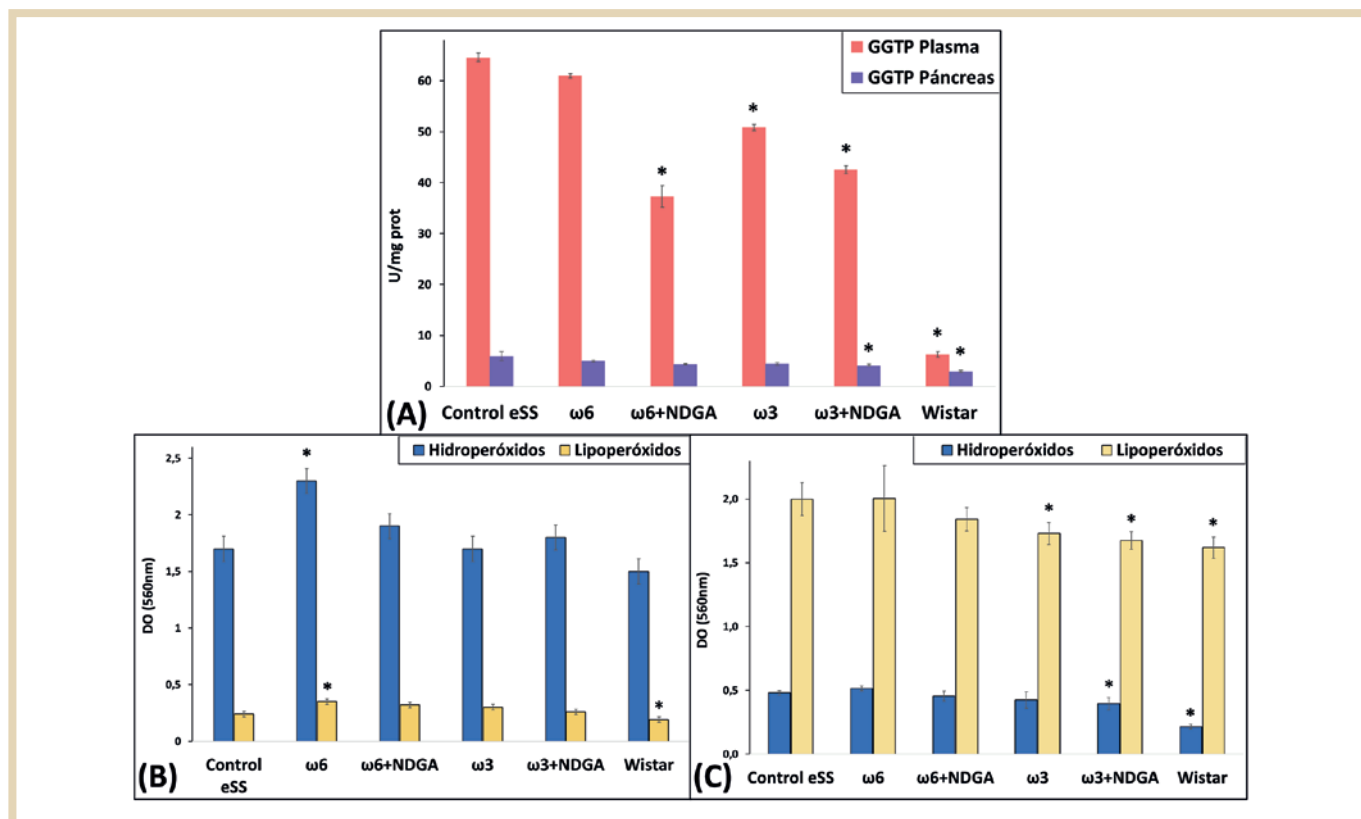 GGTP Plasma
GGTP Páncreas
60
50
40
30
20
10
0
U/mg prot
*
*
*
*
*
*
(A)
Control eSS ω6 ω6+NDGA ω3 ω3+NDGA Wistar
Hidroperóxidos Lipoperóxidos
2,5
2
1,5
1
0,5
0
DO (560nm)
*
*
*
(B)
Control eSS
ω6 ω6+NDGA ω3 ω3+NDGA Wistar
Hidroperóxidos Lipoperóxidos
2,0
1,5
1,0
0,5
0,0
DO (560nm)
*
*
*
*
*
(C)
Control eSS ω6 ω6+NDGA ω3 ω3+NDGA Wistar